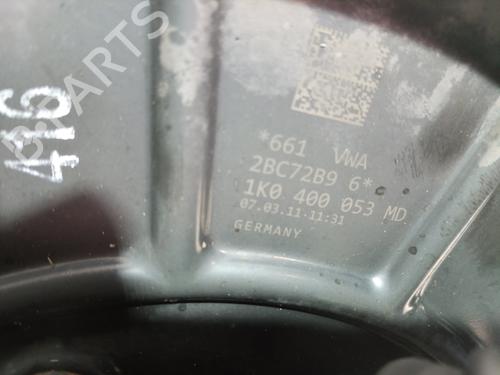 B-PARTS
416
*661 VWA
2BC72B9 6*
1K0 400 053 MD
07.03.11-11:31
GERMANY